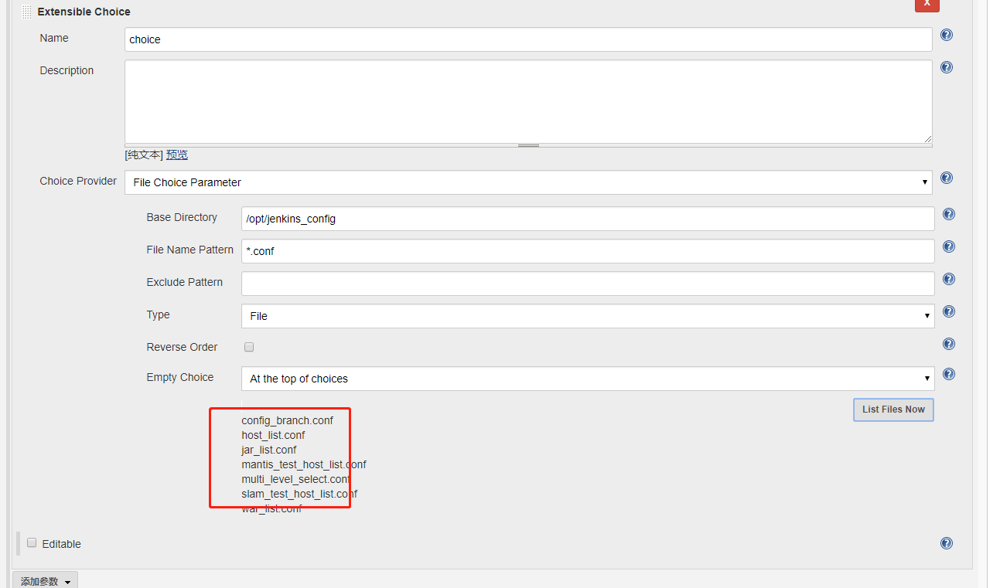 x
Extensible Choice
Name
choice
Description
[纯文本] 预览
Choice Provider
File Choice Parameter
Base Directory
/opt/jenkins_config
File Name Pattern
*.conf
Exclude Pattern
Type
File
Reverse Order
Empty Choice
At the top of choices
List Files Now
config_branch.conf
host_list.conf
jar_list.conf
mantis_test_host_list.conf
multi_level_select.conf
slam_test_host_list.conf
war_list.conf
Editable
添加参数